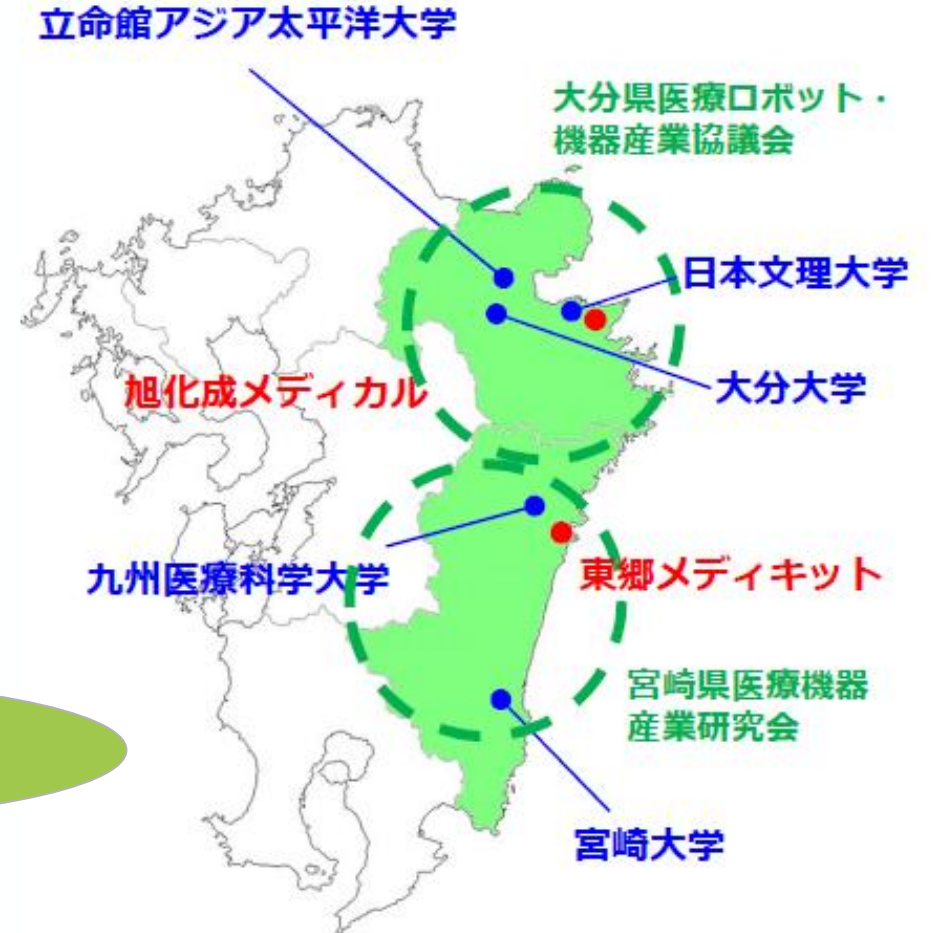 立命館アジア太平洋大学
大分県医療ロボット・
機器産業協議会
日本文理大学
大分大学
旭化成メディカル
九州医療科学大学
東郷メディキット
宮崎県医療機器
産業研究会
宮崎大学